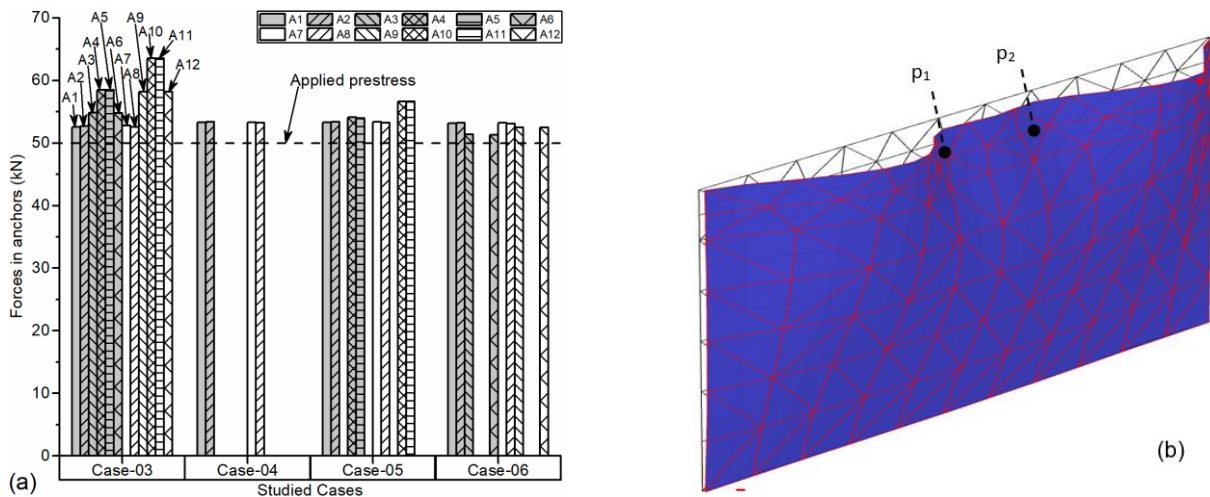 70
60
50
40
30
20
10
0
Forces in anchors (kN)
A1 A2 A3 A4 A5 A6
A7 A8 A9 A10 A11 A12
A1
A2
A3
A4
A5
A6
A7
A8
A9
A10
A11
A12
Applied prestress
Case-03 Case-04 Case-05 Case-06
Studied Cases
(a)
p1
p2
(b)